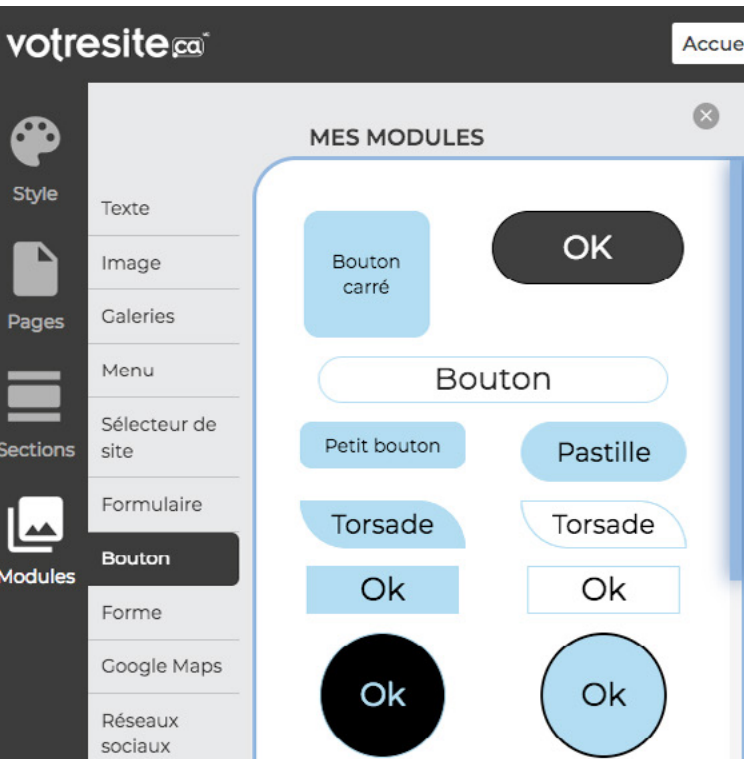 votresite.ca
Accue
Style
Pages
Sections
Modules
Texte
Image
Galeries
Menu
Sélecteur de
site
Formulaire
Bouton
Forme
Google Maps
Réseaux
sociaux
MES MODULES
Bouton
carré
OK
Bouton
Petit bouton
Pastille
Torsade
Torsade
Ok
Ok
Ok
Ok